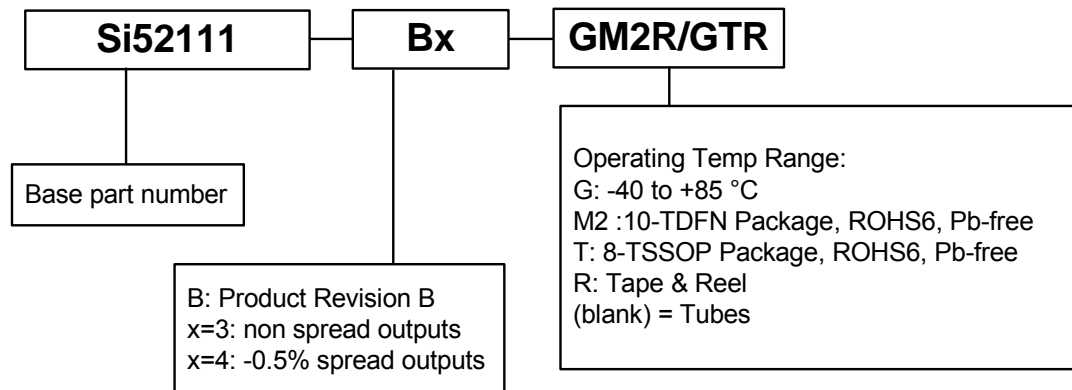 Si52111
Bx
GM2R/GTR
Base part number
B: Product Revision B
x=3: non spread outputs
x=4: -0.5% spread outputs
Operating Temp Range:
G: -40 to +85 °C
M2 :10-TDFN Package, ROHS6, Pb-free
T: 8-TSSOP Package, ROHS6, Pb-free
R: Tape & Reel
(blank) = Tubes